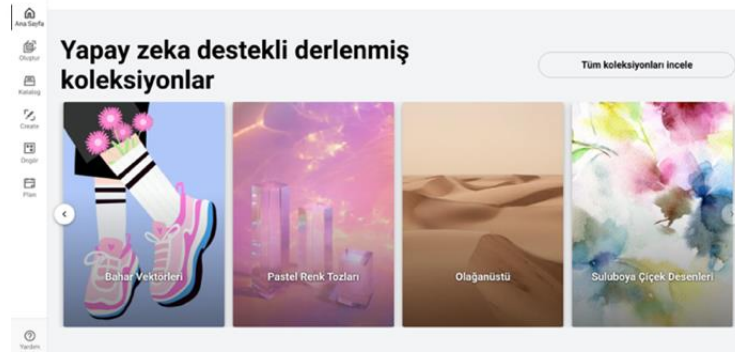 Ana Sayfa
Oluştur
Katalog
Create
Öngör
Plan
Yardım
Yapay zeka destekli derlenmiş
koleksiyonlar
Tüm koleksiyonları incele
Bahar Vektörleri
Pastel Renk Tozları
Olağanüstü
Suluboya Çiçek Desenleri